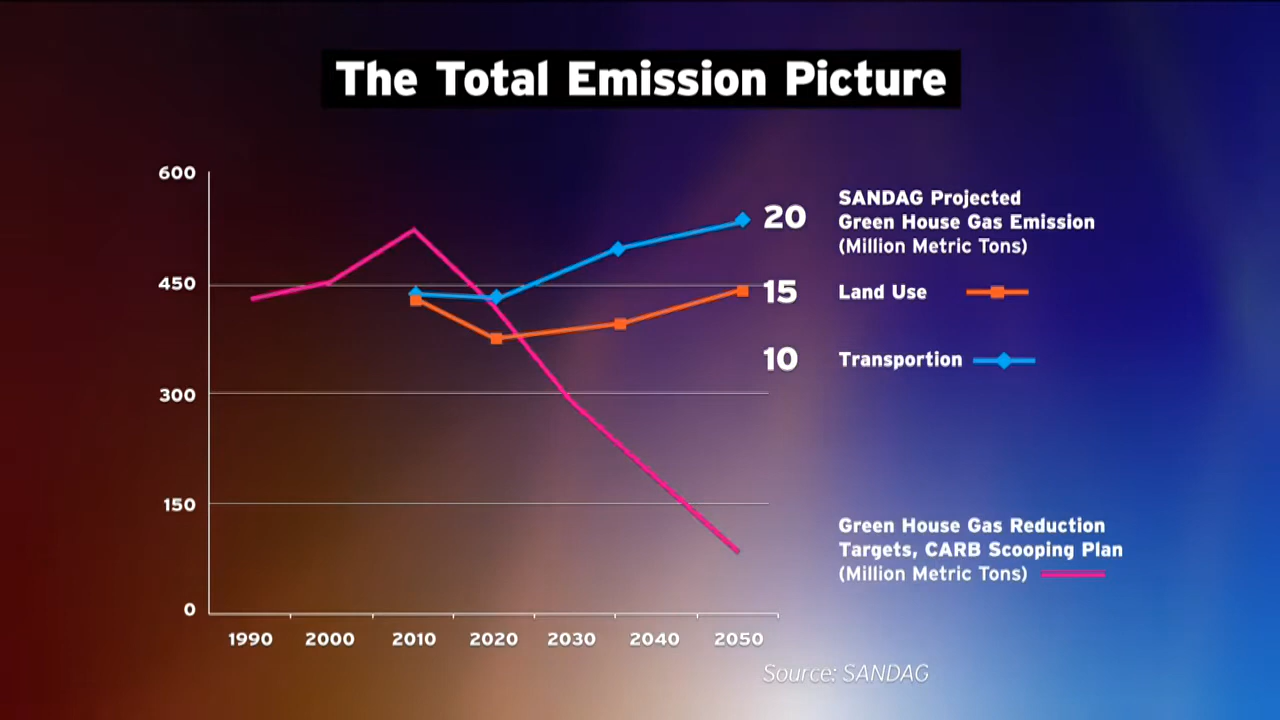 The Total Emission Picture
600
450
300
150
0
1990 2000 2010 2020 2030 2040 2050
20
15
10
SANDAG Projected
Green House Gas Emission
(Million Metric Tons)
Land Use
Transportion
Green House Gas Reduction
Targets, CARB Scooping Plan
(Million Metric Tons)
Source: SANDAG